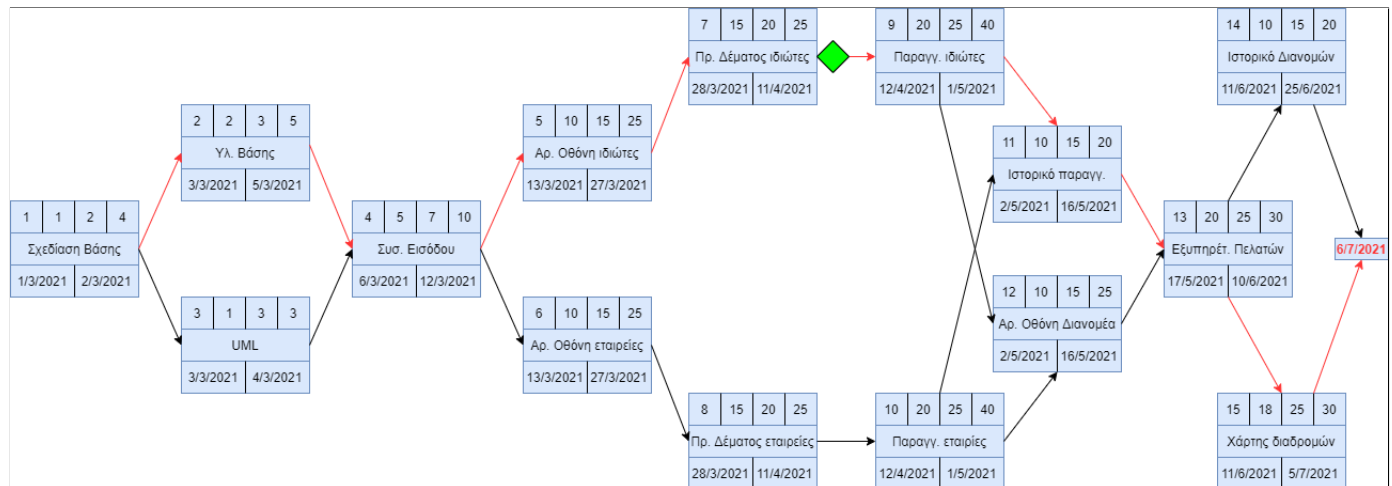 1 1 2 4
Σχεδίαση Βάσης
1/3/2021 2/3/2021
2 2 3 5
Υλ. Βάσης
3/3/2021 5/3/2021
3 1 3 3
UML
3/3/2021 4/3/2021
4 5 7 10
Συσ. Εισόδου
6/3/2021 12/3/2021
5 10 15 25
Αρ. Οθόνη ιδιώτες
13/3/2021 27/3/2021
6 10 15 25
Αρ. Οθόνη εταιρείες
13/3/2021 27/3/2021
7 15 20 25
Πρ. Δέματος ιδιώτες
28/3/2021 11/4/2021
8 15 20 25
Πρ. Δέματος εταιρείες
28/3/2021 11/4/2021
9 20 25 40
Παραγγ. ιδιώτες
12/4/2021 1/5/2021
10 20 25 40
Παραγγ. εταιρίες
12/4/2021 1/5/2021
11 10 15 20
Ιστορικό παραγγ.
2/5/2021 16/5/2021
12 10 15 25
Αρ. Οθόνη Διανομέα
2/5/2021 16/5/2021
13 20 25 30
Εξυπηρέτ. Πελατών
17/5/2021 10/6/2021
14 10 15 20
Ιστορικό Διανομών
11/6/2021 25/6/2021
15 18 25 30
Χάρτης διαδρομών
11/6/2021 5/7/2021
6/7/2021